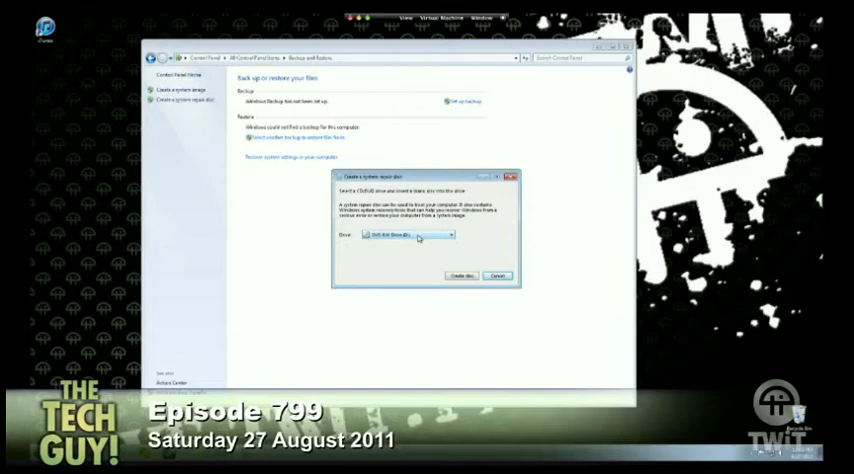 View Virtual Machine Window
iTunes
Control Panel All Control Panel Items Backup and Restore
Search Control Panel
Control Panel Home
Create a system image
Create a system repair disc
Back up or restore your files
Backup
Windows Backup has not been set up.
Set up backup
Restore
Windows could not find a backup for this computer.
Select another backup to restore files from
Recover system settings or your computer
Create a system repair disc
Select a CD/DVD drive and insert a blank disc into the drive
A system repair disc can be used to boot your computer. It also contains
Windows system recovery tools that can help you recover Windows from a
serious error or restore your computer from a system image.
Drive:
DVD RW Drive (D:)
Create disc
Cancel
See also
Action Center
THE
TECH
GUY!
Episode 799
Saturday 27 August 2011
Recycle Bin
TWiT